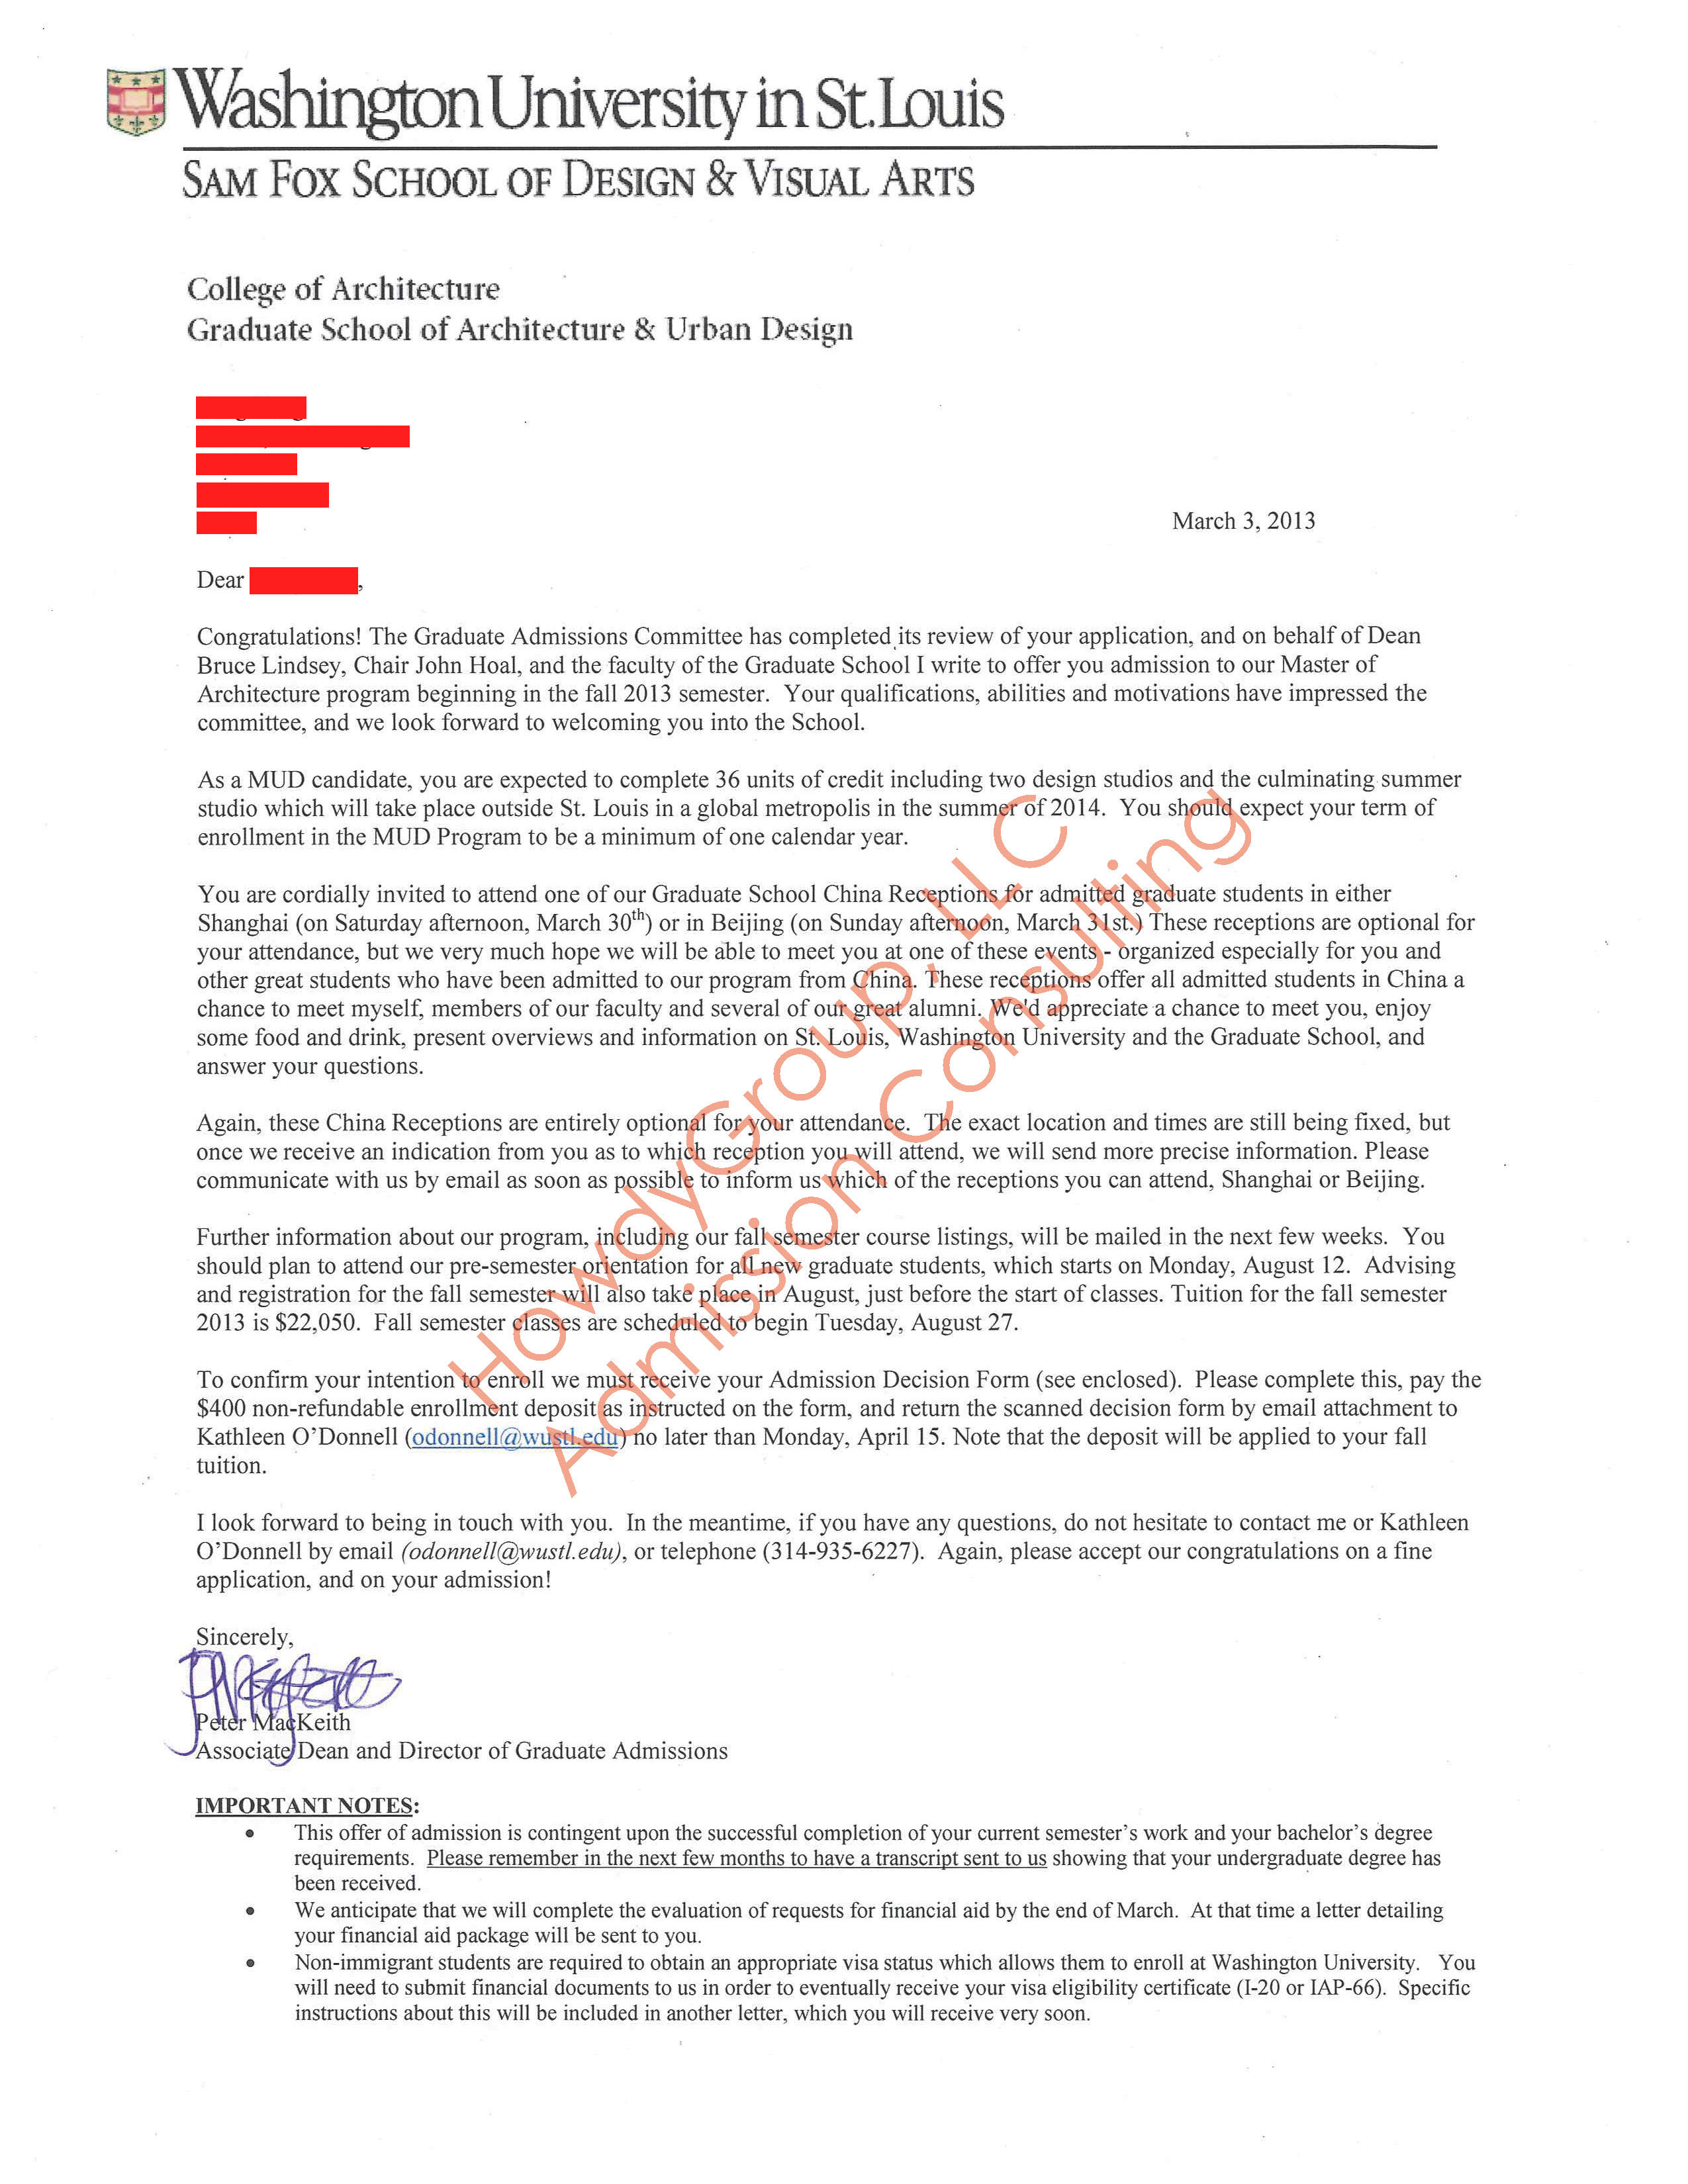 Washington University in St. Louis
SAM FOX SCHOOL OF DESIGN & VISUAL ARTS
College of Architecture
Graduate School of Architecture & Urban Design
March 3, 2013
Dear ,
Congratulations! The Graduate Admissions Committee has completed its review of your application, and on behalf of Dean
Bruce Lindsey, Chair John Hoal, and the faculty of the Graduate School I write to offer you admission to our Master of
Architecture program beginning in the fall 2013 semester.  Your qualifications, abilities and motivations have impressed the
committee, and we look forward to welcoming you into the School.
As a MUD candidate, you are expected to complete 36 units of credit including two design studios and the culminating summer
studio which will take place outside St. Louis in a global metropolis in the summer of 2014.  You should expect your term of
enrollment in the MUD Program to be a minimum of one calendar year.
You are cordially invited to attend one of our Graduate School China Receptions for admitted graduate students in either
Shanghai (on Saturday afternoon, March 30th) or in Beijing (on Sunday afternoon, March 31st.) These receptions are optional for
your attendance, but we very much hope we will be able to meet you at one of these events - organized especially for you and
other great students who have been admitted to our program from China. These receptions offer all admitted students in China a
chance to meet myself, members of our faculty and several of our great alumni. We'd appreciate a chance to meet you, enjoy
some food and drink, present overviews and information on St. Louis, Washington University and the Graduate School, and
answer your questions.
Again, these China Receptions are entirely optional for your attendance.  The exact location and times are still being fixed, but
once we receive an indication from you as to which reception you will attend, we will send more precise information. Please
communicate with us by email as soon as possible to inform us which of the receptions you can attend, Shanghai or Beijing.
Further information about our program, including our fall semester course listings, will be mailed in the next few weeks.  You
should plan to attend our pre-semester orientation for all new graduate students, which starts on Monday, August 12.  Advising
and registration for the fall semester will also take place in August, just before the start of classes. Tuition for the fall semester
2013 is $22,050.  Fall semester classes are scheduled to begin Tuesday, August 27.
To confirm your intention to enroll we must receive your Admission Decision Form (see enclosed).  Please complete this, pay the
$400 non-refundable enrollment deposit as instructed on the form, and return the scanned decision form by email attachment to
Kathleen O'Donnell (odonnell@wustl.edu) no later than Monday, April 15. Note that the deposit will be applied to your fall
tuition.
I look forward to being in touch with you.  In the meantime, if you have any questions, do not hesitate to contact me or Kathleen
O'Donnell by email (odonnell@wustl.edu), or telephone (314-935-6227).  Again, please accept our congratulations on a fine
application, and on your admission!
Sincerely,
Peter MacKeith
Associate Dean and Director of Graduate Admissions
IMPORTANT NOTES:
• This offer of admission is contingent upon the successful completion of your current semester's work and your bachelor's degree
requirements.  Please remember in the next few months to have a transcript sent to us showing that your undergraduate degree has
been received.
• We anticipate that we will complete the evaluation of requests for financial aid by the end of March.  At that time a letter detailing
your financial aid package will be sent to you.
• Non-immigrant students are required to obtain an appropriate visa status which allows them to enroll at Washington University.  You
will need to submit financial documents to us in order to eventually receive your visa eligibility certificate (I-20 or IAP-66).  Specific
instructions about this will be included in another letter, which you will receive very soon.
HowdyGroup, LLC
Admission Consulting